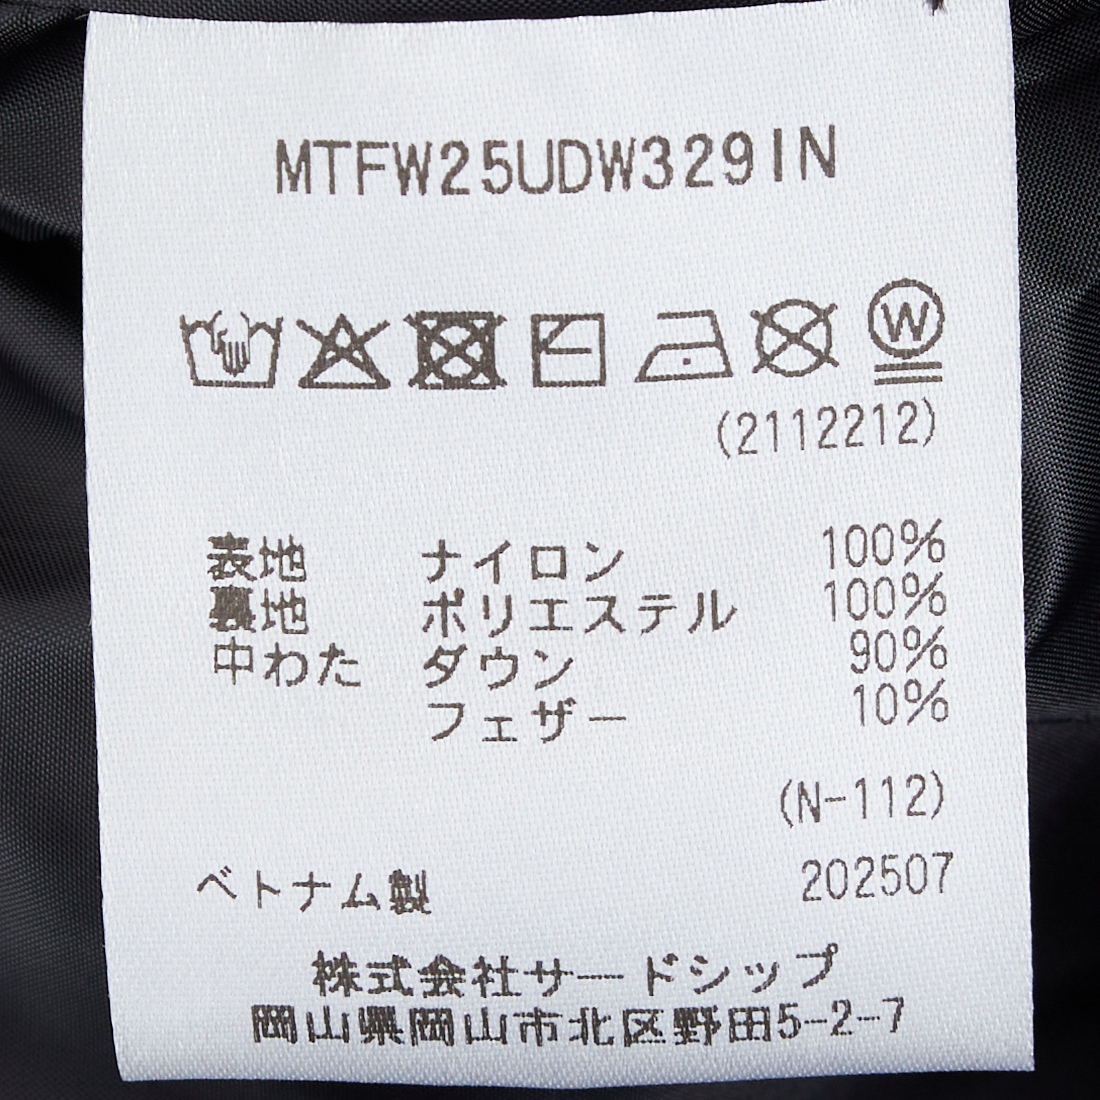 MTFW25UDW329IN
W
(2112212)
表地 ナイロン 100%
裏地 ポリエステル 100%
中わた ダウン 90%
フェザー 10%
(N-112)
ベトナム製 202507
株式会社サードシップ
岡山県岡山市北区野田5-2-7